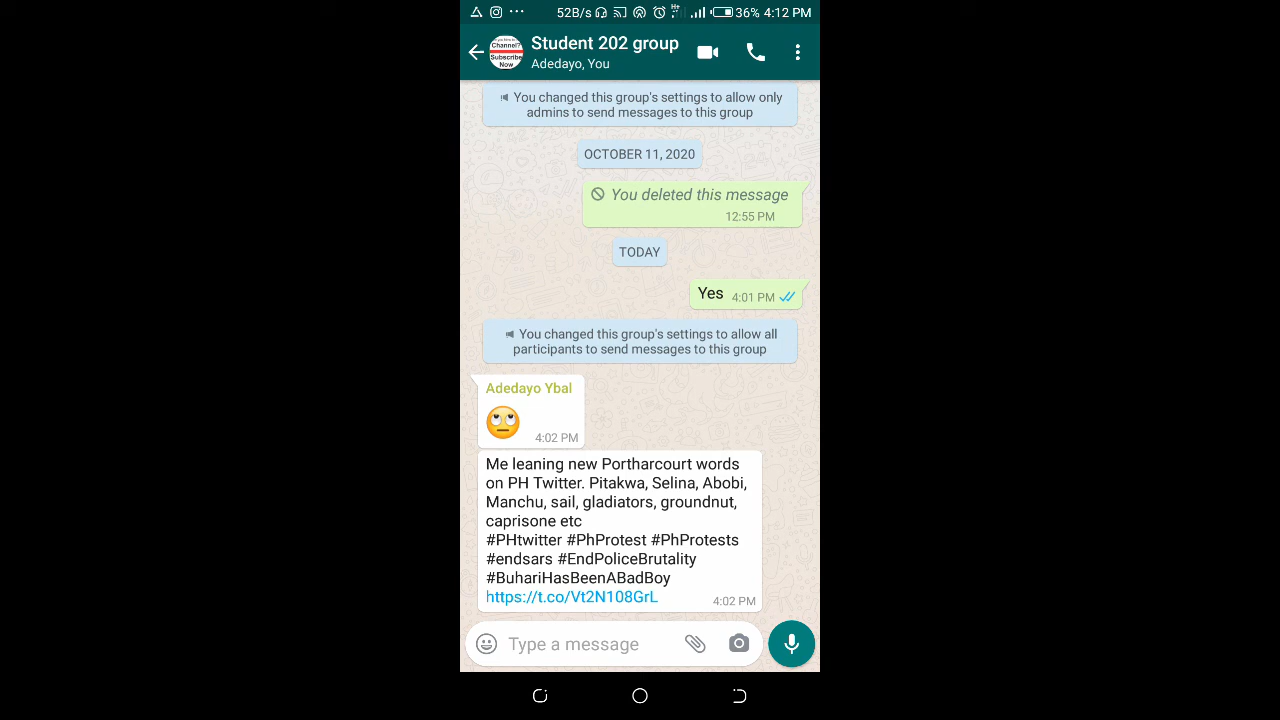 52B/s 36% 4:12 PM
Channel?
Subscribe
Now
Student 202 group
Adedayo, You
You changed this group's settings to allow only
admins to send messages to this group
OCTOBER 11, 2020
You deleted this message
12:55 PM
TODAY
Yes 4:01 PM
You changed this group's settings to allow all
participants to send messages to this group
Adedayo Ybal
4:02 PM
Me leaning new Portharcourt words
on PH Twitter. Pitakwa, Selina, Abobi,
Manchu, sail, gladiators, groundnut,
caprisone etc
#PHtwitter #PhProtest #PhProtests
#endsars #EndPoliceBrutality
#BuhariHasBeenABadBoy
https://t.co/Vt2N108GrL 4:02 PM
Type a message